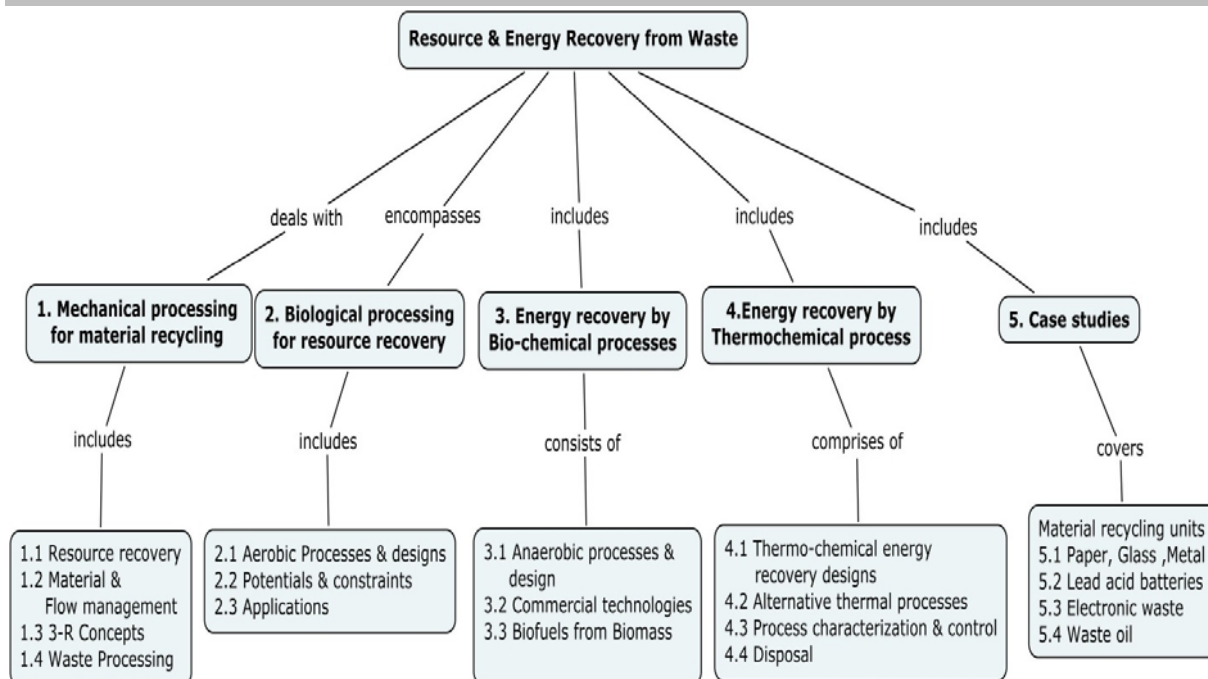 Resource & Energy Recovery from Waste
deals with
encompasses
includes
includes
includes
1. Mechanical processing
for material recycling
2. Biological processing
for resource recovery
3. Energy recovery by
Bio-chemical processes
4.Energy recovery by
Thermochemical process
5. Case studies
includes
includes
consists of
comprises of
covers
1.1 Resource recovery
1.2 Material &
Flow management
1.3 3-R Concepts
1.4 Waste Processing
2.1 Aerobic Processes & designs
2.2 Potentials & constraints
2.3 Applications
3.1 Anaerobic processes &
design
3.2 Commercial technologies
3.3 Biofuels from Biomass
4.1 Thermo-chemical energy
recovery designs
4.2 Alternative thermal processes
4.3 Process characterization & control
4.4 Disposal
Material recycling units
5.1 Paper, Glass ,Metal
5.2 Lead acid batteries
5.3 Electronic waste
5.4 Waste oil